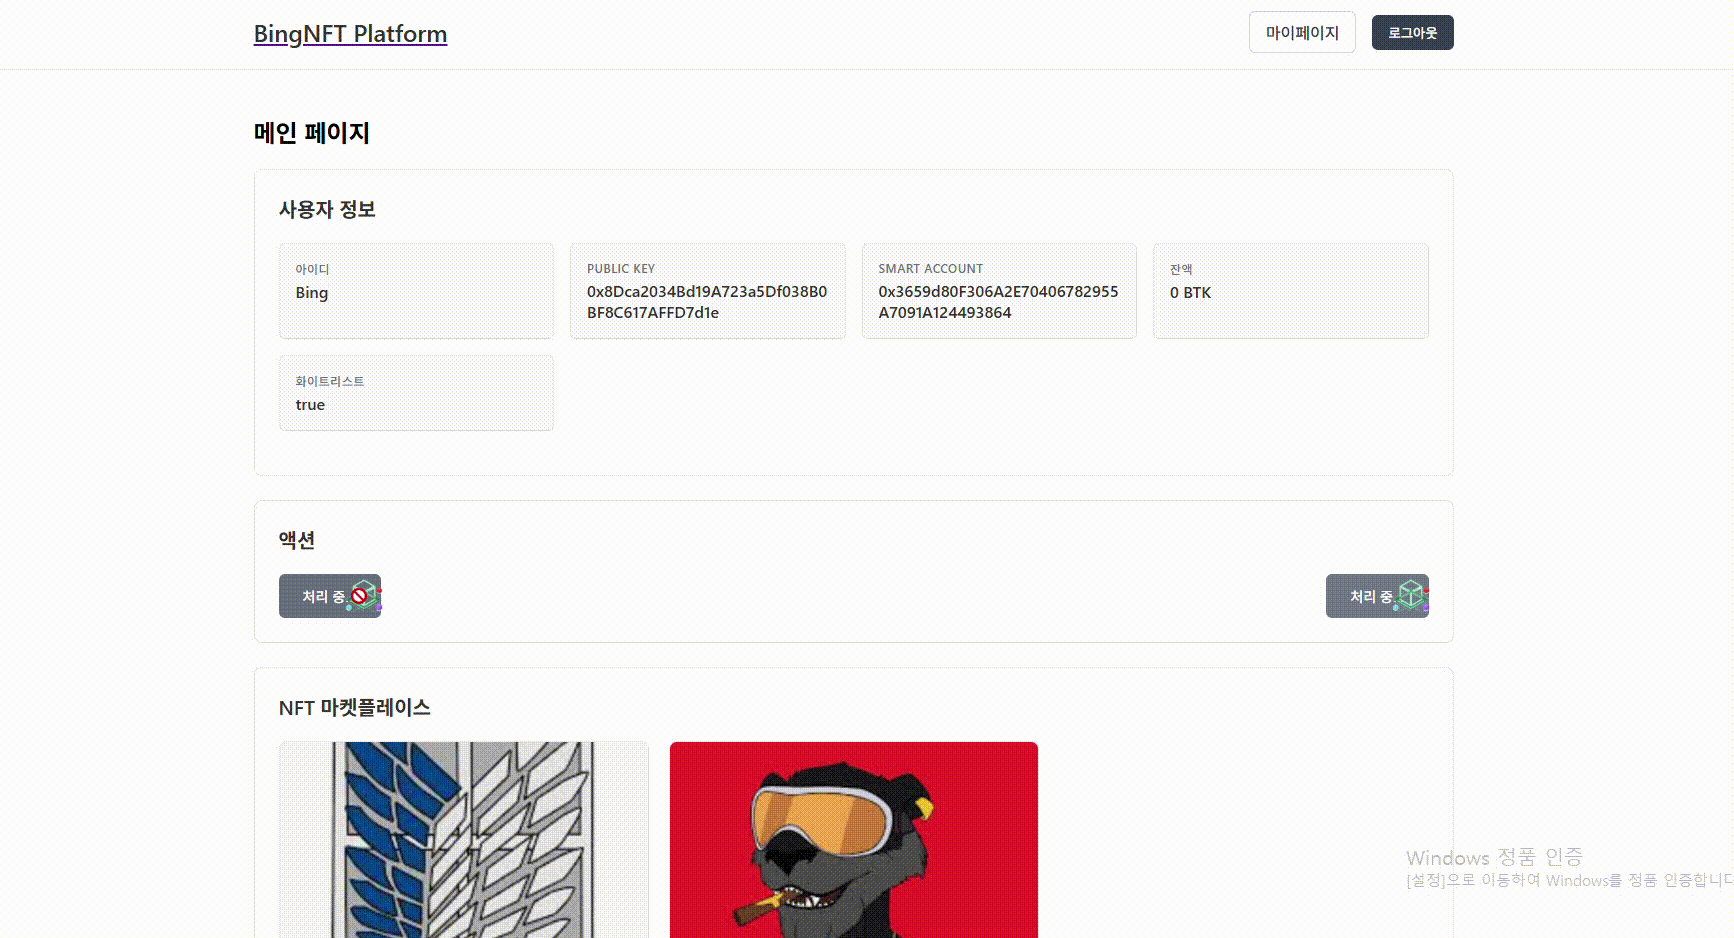 BingNFT Platform
마이페이지
로그아웃
메인 페이지
사용자 정보
아이디
Bing
PUBLIC KEY
0x8Dca2034Bd19A723a5Df038B0
BF8C617AFFD7d1e
SMART ACCOUNT
0x3659d80F306A2E70406782955
A7091A124493864
잔액
0 BTK
화이트리스트
true
액션
처리 중.
처리 중
NFT 마켓플레이스
Windows 정품 인증
[설정]으로 이동하여 Windows를 정품 인증합니다